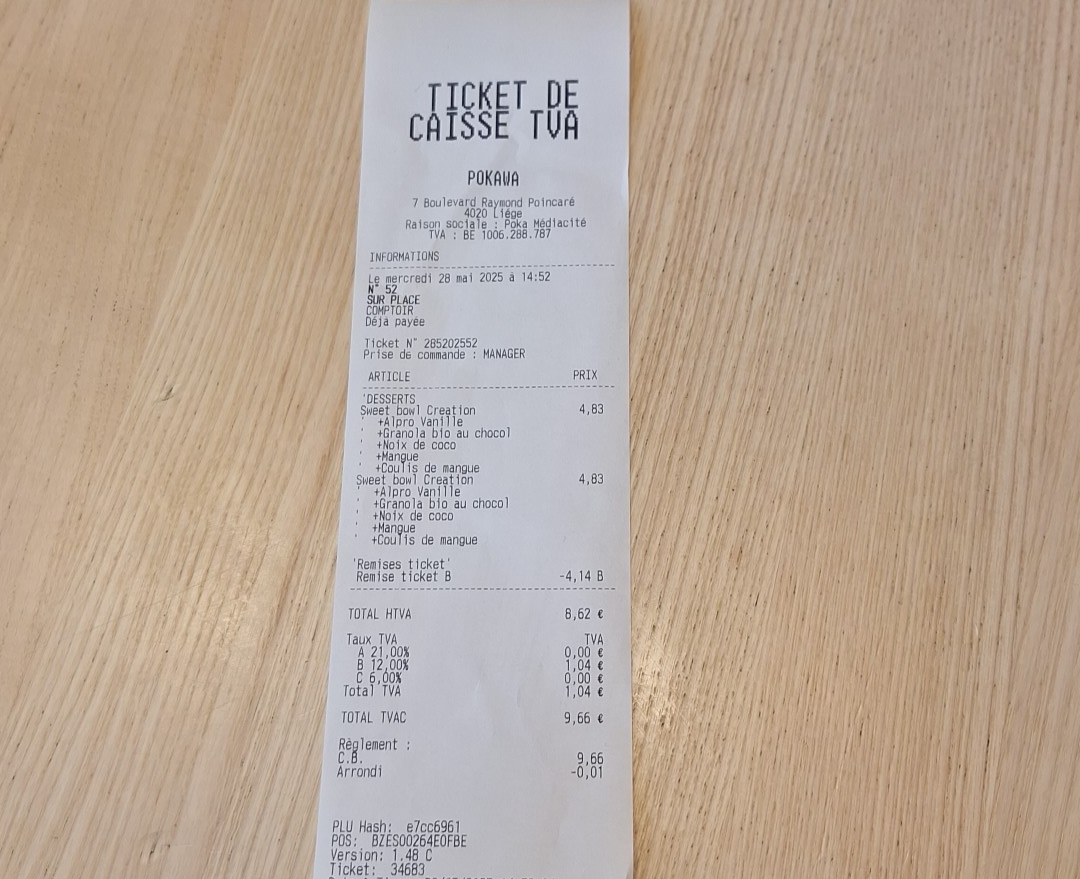 TICKET DE
CAISSE TVA
POKAWA
7 Boulevard Raymond Poincaré
4020 Liége
Raison sociale : Poka Médiacité
TVA : BE 1006.288.787
INFORMATIONS
Le mercredi 28 mai 2025 à 14:52
N° 52
SUR PLACE
COMPTOIR
Déjà payée
Ticket N° 285202552
Prise de commande : MANAGER
ARTICLE PRIX
'DESSERTS
Sweet bowl Creation 4,83
' +Alpro Vanille
' +Granola bio au chocol
' +Noix de coco
' +Mangue
' +Coulis de mangue
Sweet bowl Creation 4,83
' +Alpro Vanille
' +Granola bio au chocol
' +Noix de coco
' +Mangue
' +Coulis de mangue
'Remises ticket'
Remise ticket B -4,14 B
TOTAL HTVA 8,62 €
Taux TVA TVA
A 21,00% 0,00 €
B 12,00% 1,04 €
C 6,00% 0,00 €
Total TVA 1,04 €
TOTAL TVAC 9,66 €
Règlement :
C.B. 9,66
Arrondi -0,01
PLU Hash: e7cc6961
POS: BZES00264E0FBE
Version: 1.48 C
Ticket: 34683